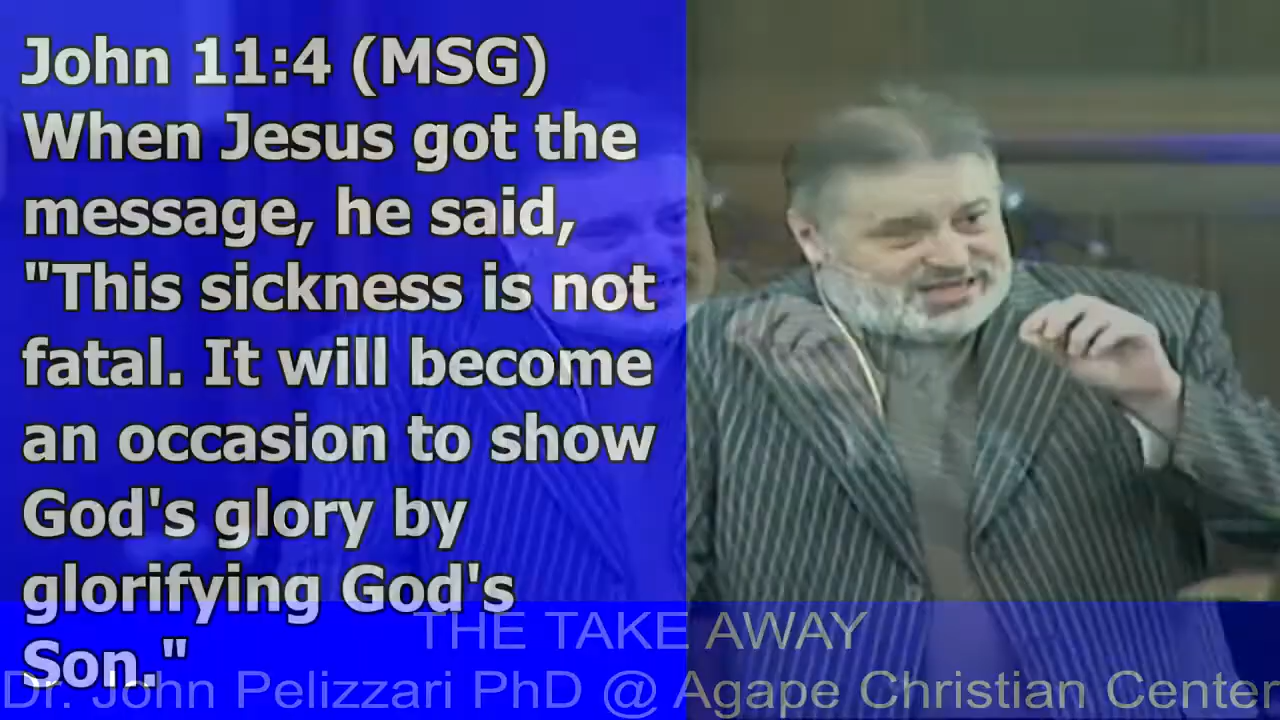 John 11:4 (MSG)
When Jesus got the
message, he said,
"This sickness is not
fatal. It will become
an occasion to show
God's glory by
glorifying God's
Son."
THE TAKE AWAY
Dr. John Pelizzari PhD @ Agape Christian Center